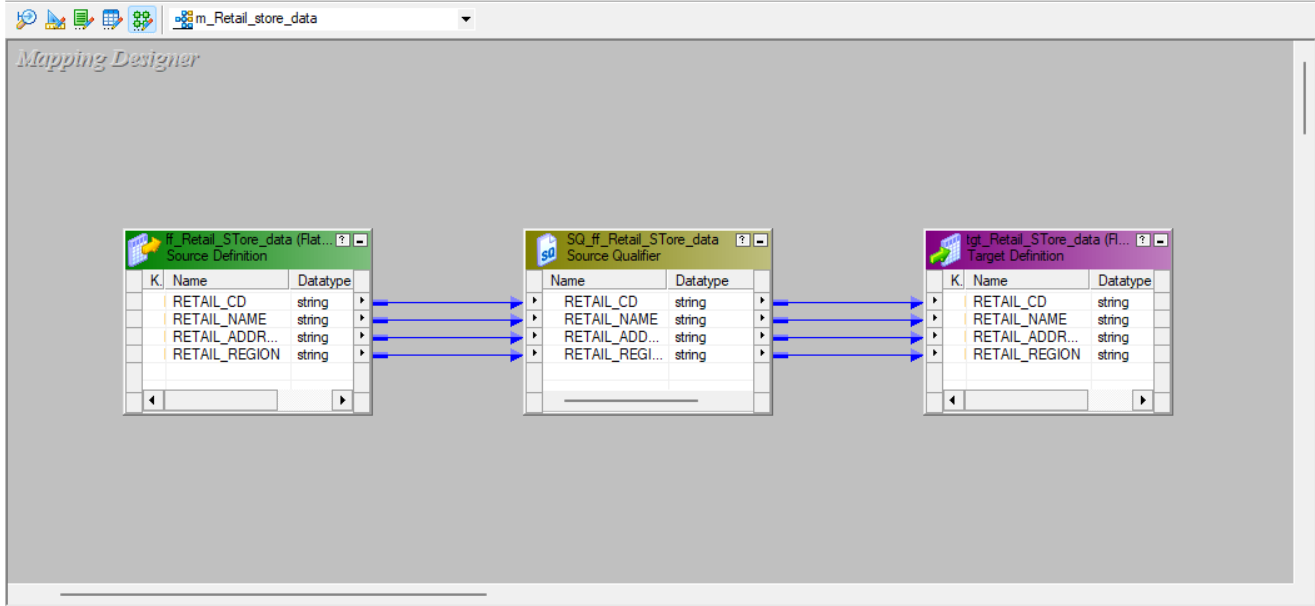 m_Retail_store_data
Mapping Designer
ff_Retail_STore_data (Flat... ?
Source Definition
K. Name Datatype
RETAIL_CD string
RETAIL_NAME string
RETAIL_ADDR... string
RETAIL_REGION string
SQ_ff_Retail_STore_data ?
Source Qualifier
Name Datatype
RETAIL_CD string
RETAIL_NAME string
RETAIL_ADD... string
RETAIL_REGI... string
tgt_Retail_STore_data (Fl... ?
Target Definition
K. Name Datatype
RETAIL_CD string
RETAIL_NAME string
RETAIL_ADDR... string
RETAIL_REGION string
SQ